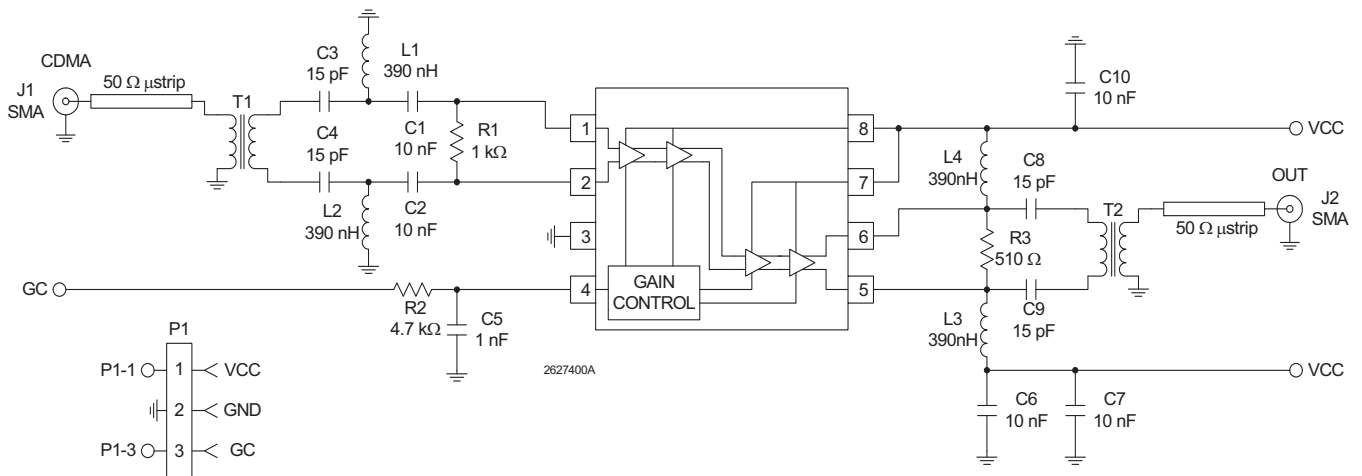 CDMA
J1
SMA
50 Ω μstrip
T1
C3
15 pF
L1
390 nH
C4
15 pF
C1
10 nF
R1
1 kΩ
L2
390 nH
C2
10 nF
1
2
3
4
GAIN
CONTROL
8
7
6
5
C10
10 nF
VCC
L4
390nH
C8
15 pF
OUT
J2
SMA
T2
50 Ω μstrip
R3
510 Ω
C9
15 pF
L3
390nH
VCC
C6
10 nF
C7
10 nF
GC
R2
4.7 kΩ
C5
1 nF
2627400A
P1
P1-1
1
VCC
2
GND
P1-3
3
GC